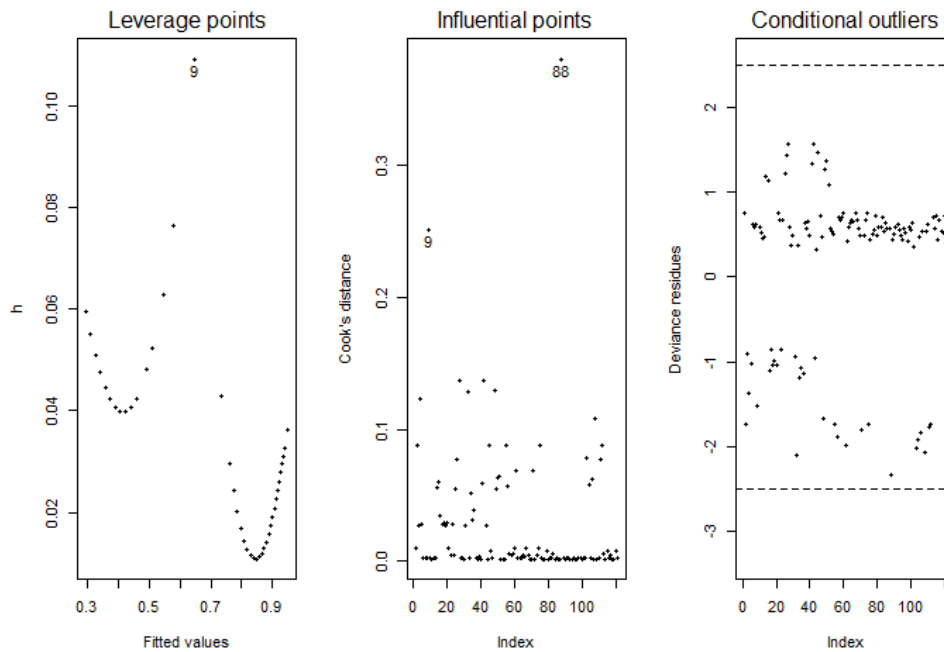 Leverage points
h
0.02 0.04 0.06 0.08 0.10
9
0.3 0.5 0.7 0.9
Fitted values
Influential points
Cook's distance
0.0 0.1 0.2 0.3
88
9
0 20 40 60 80 100
Index
Conditional outliers
Deviance residues
-3 -2 -1 0 1 2
0 20 40 60 80 100
Index